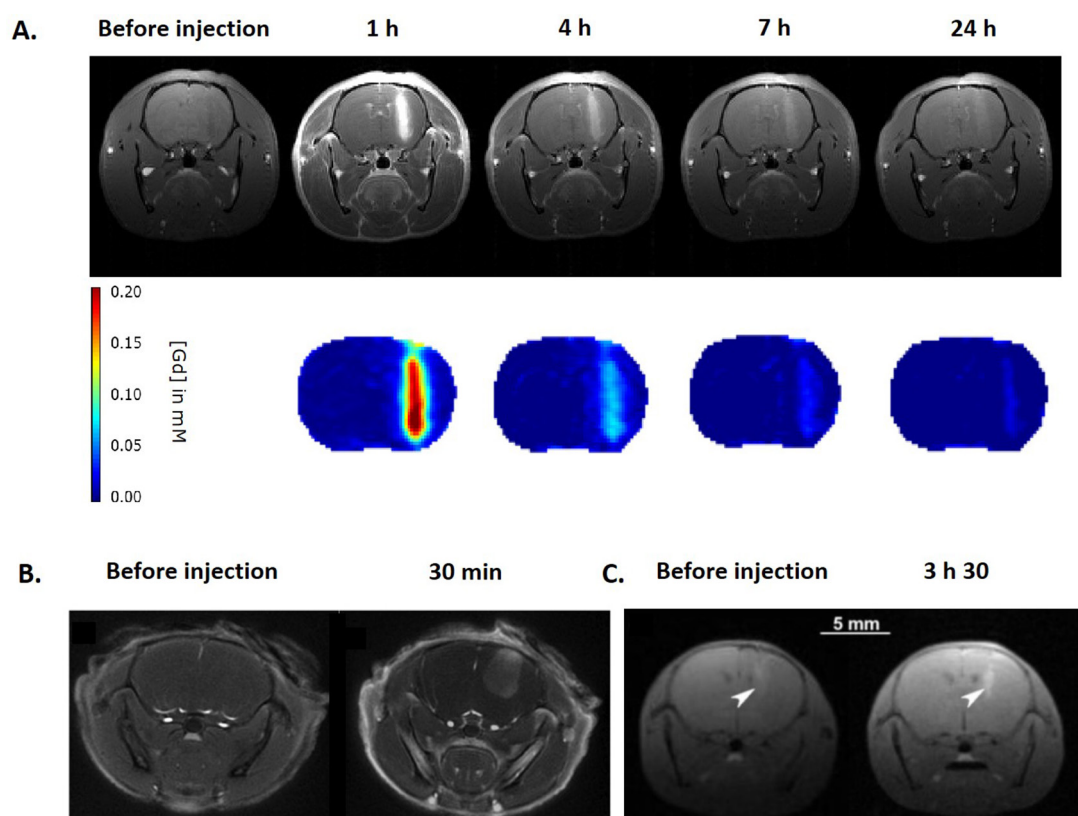 A.
Before injection 1 h 4 h 7 h 24 h
0.20
0.15
0.10
0.05
0.00
[Gd] in mM
B.
Before injection 30 min
C.
Before injection 3 h 30
5 mm